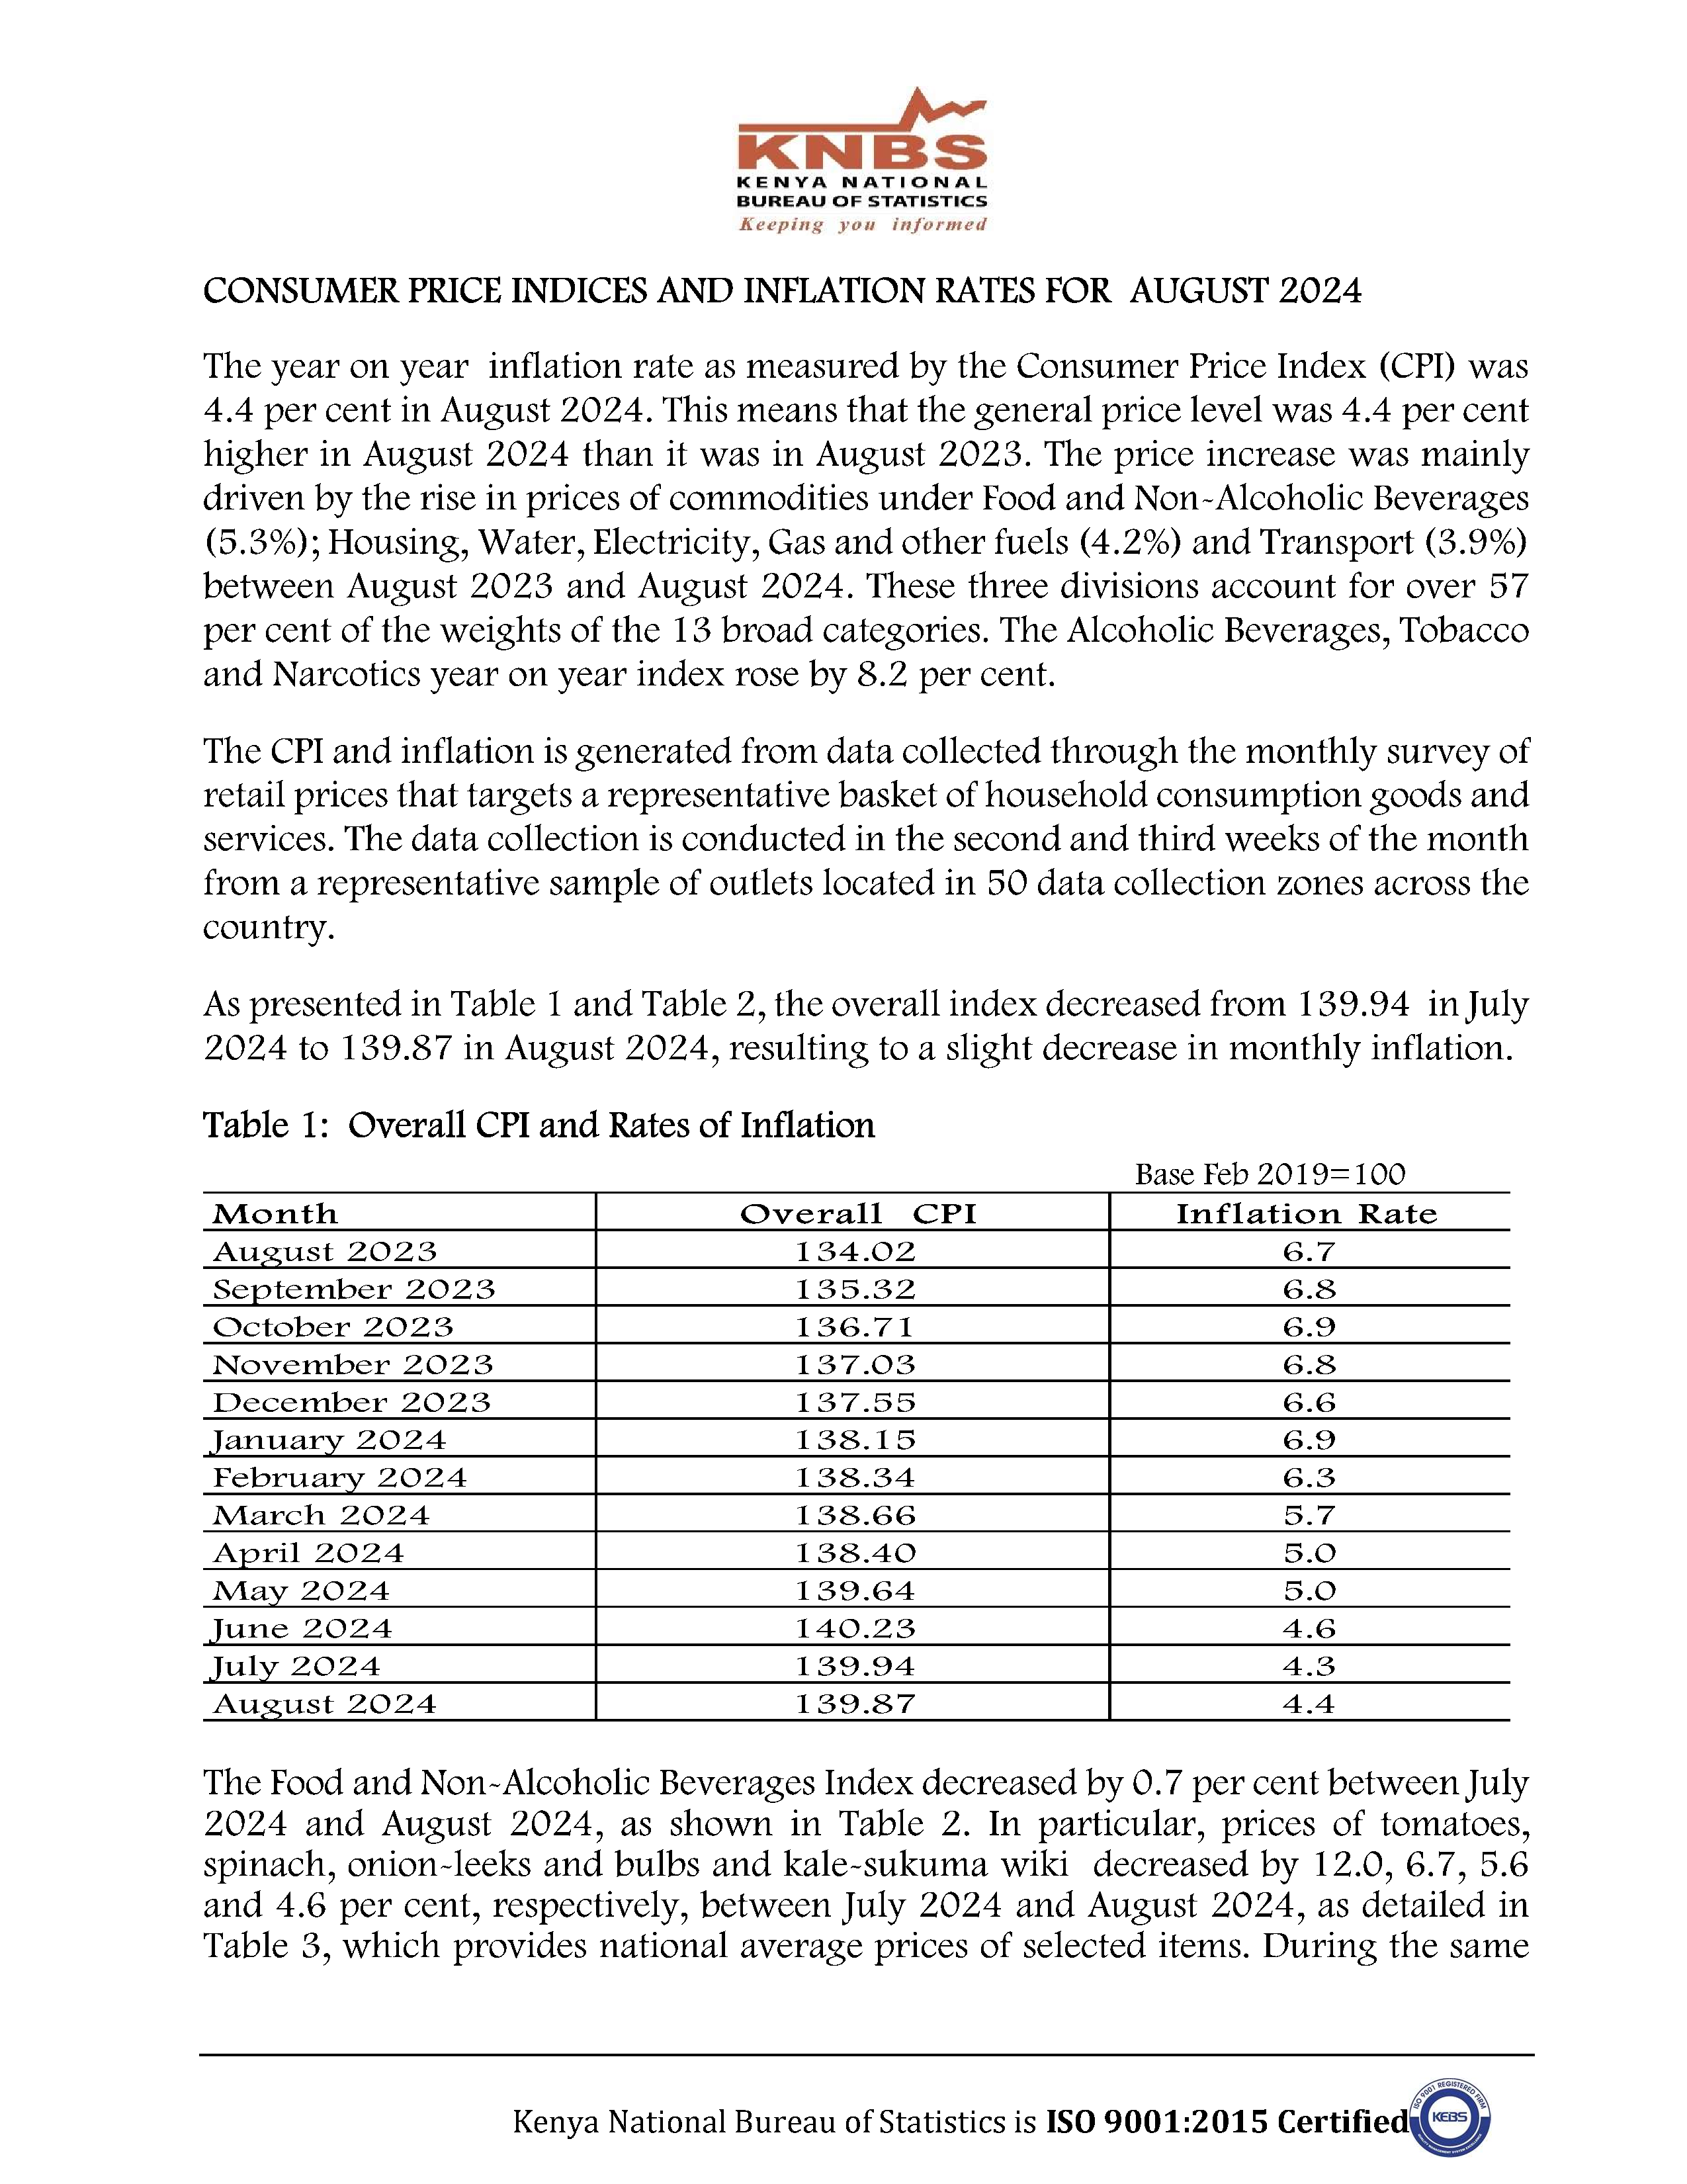 KNBS
KENYA NATIONAL
BUREAU OF STATISTICS
Keeping you informed
CONSUMER PRICE INDICES AND INFLATION RATES FOR AUGUST 2024
The year on year inflation rate as measured by the Consumer Price Index (CPI) was
4.4 per cent in August 2024. This means that the general price level was 4.4 per cent
higher in August 2024 than it was in August 2023. The price increase was mainly
driven by the rise in prices of commodities under Food and Non-Alcoholic Beverages
(5.3%); Housing, Water, Electricity, Gas and other fuels (4.2%) and Transport (3.9%)
between August 2023 and August 2024. These three divisions account for over 57
per cent of the weights of the 13 broad categories. The Alcoholic Beverages, Tobacco
and Narcotics year on year index rose by 8.2 per cent.
The CPI and inflation is generated from data collected through the monthly survey of
retail prices that targets a representative basket of household consumption goods and
services. The data collection is conducted in the second and third weeks of the month
from a representative sample of outlets located in 50 data collection zones across the
country.
As presented in Table 1 and Table 2, the overall index decreased from 139.94 in July
2024 to 139.87 in August 2024, resulting to a slight decrease in monthly inflation.
Table 1: Overall CPI and Rates of Inflation
Base Feb 2019=100
Month Overall CPI Inflation Rate
August 2023 134.02 6.7
September 2023 135.32 6.8
October 2023 136.71 6.9
November 2023 137.03 6.8
December 2023 137.55 6.6
January 2024 138.15 6.9
February 2024 138.34 6.3
March 2024 138.66 5.7
April 2024 138.40 5.0
May 2024 139.64 5.0
June 2024 140.23 4.6
July 2024 139.94 4.3
August 2024 139.87 4.4
The Food and Non-Alcoholic Beverages Index decreased by 0.7 per cent between July
2024 and August 2024, as shown in Table 2. In particular, prices of tomatoes,
spinach, onion-leeks and bulbs and kale-sukuma wiki decreased by 12.0, 6.7, 5.6
and 4.6 per cent, respectively, between July 2024 and August 2024, as detailed in
Table 3, which provides national average prices of selected items. During the same
Kenya National Bureau of Statistics is ISO 9001:2015 Certified
ISO 9001 REGISTERED FIRM
KEBS